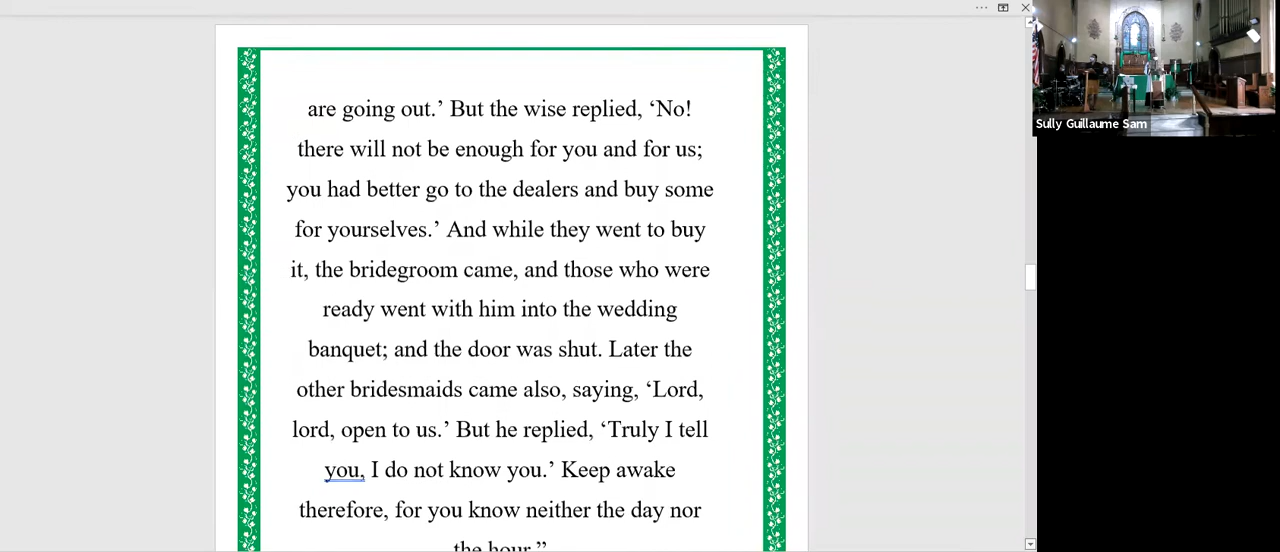 are going out.’ But the wise replied, ‘No!
there will not be enough for you and for us;
you had better go to the dealers and buy some
for yourselves.’ And while they went to buy
it, the bridegroom came, and those who were
ready went with him into the wedding
banquet; and the door was shut. Later the
other bridesmaids came also, saying, ‘Lord,
lord, open to us.’ But he replied, ‘Truly I tell
you, I do not know you.’ Keep awake
therefore, for you know neither the day nor
the hour.”
Sully Guillaume Sam